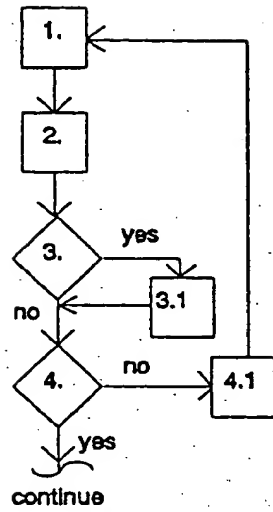 1.
2.
yes
3.
3.1
no
no
4.
4.1
yes
continue